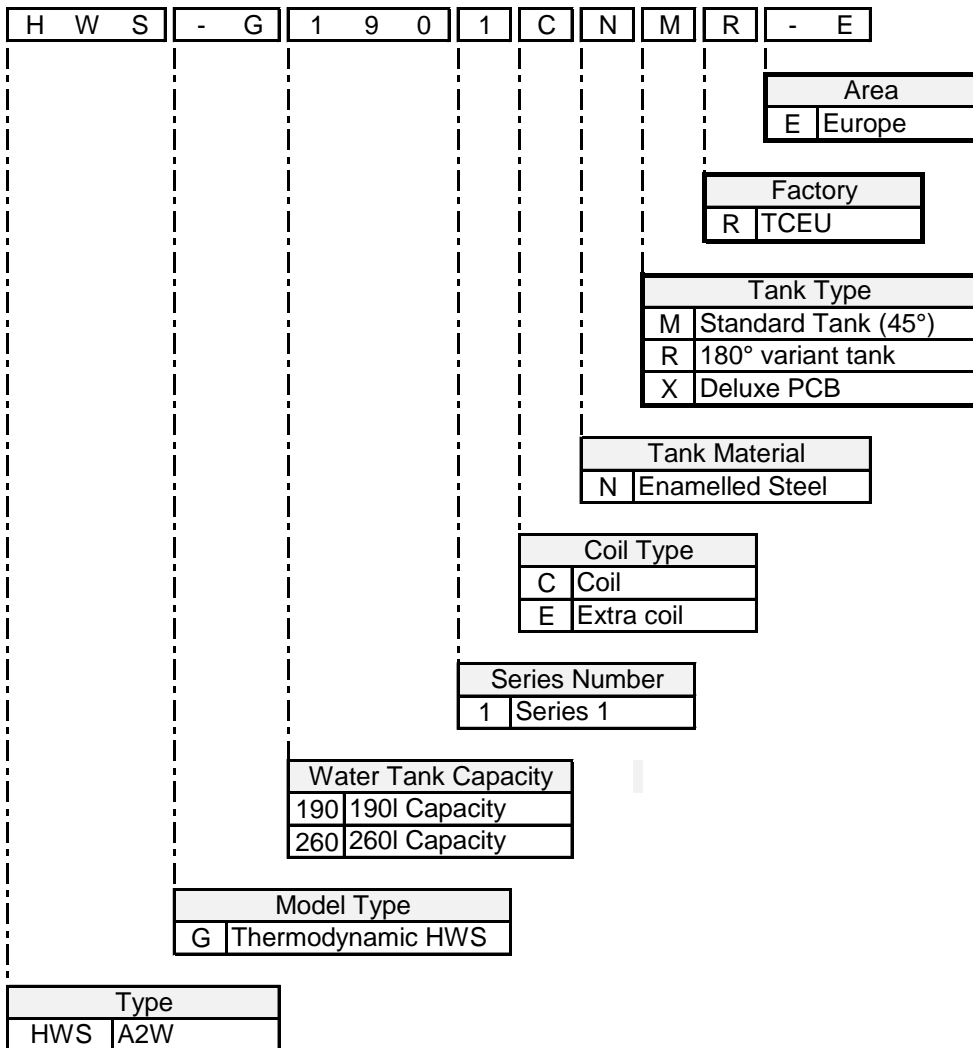 H W S - G 1 9 0 1 C N M R - E
Area
E Europe
Factory
R TCEU
Tank Type
M Standard Tank (45°)
R 180° variant tank
X Deluxe PCB
Tank Material
N Enamelled Steel
Coil Type
C Coil
E Extra coil
Series Number
1 Series 1
Water Tank Capacity
190 190l Capacity
260 260l Capacity
Model Type
G Thermodynamic HWS
Type
HWS A2W